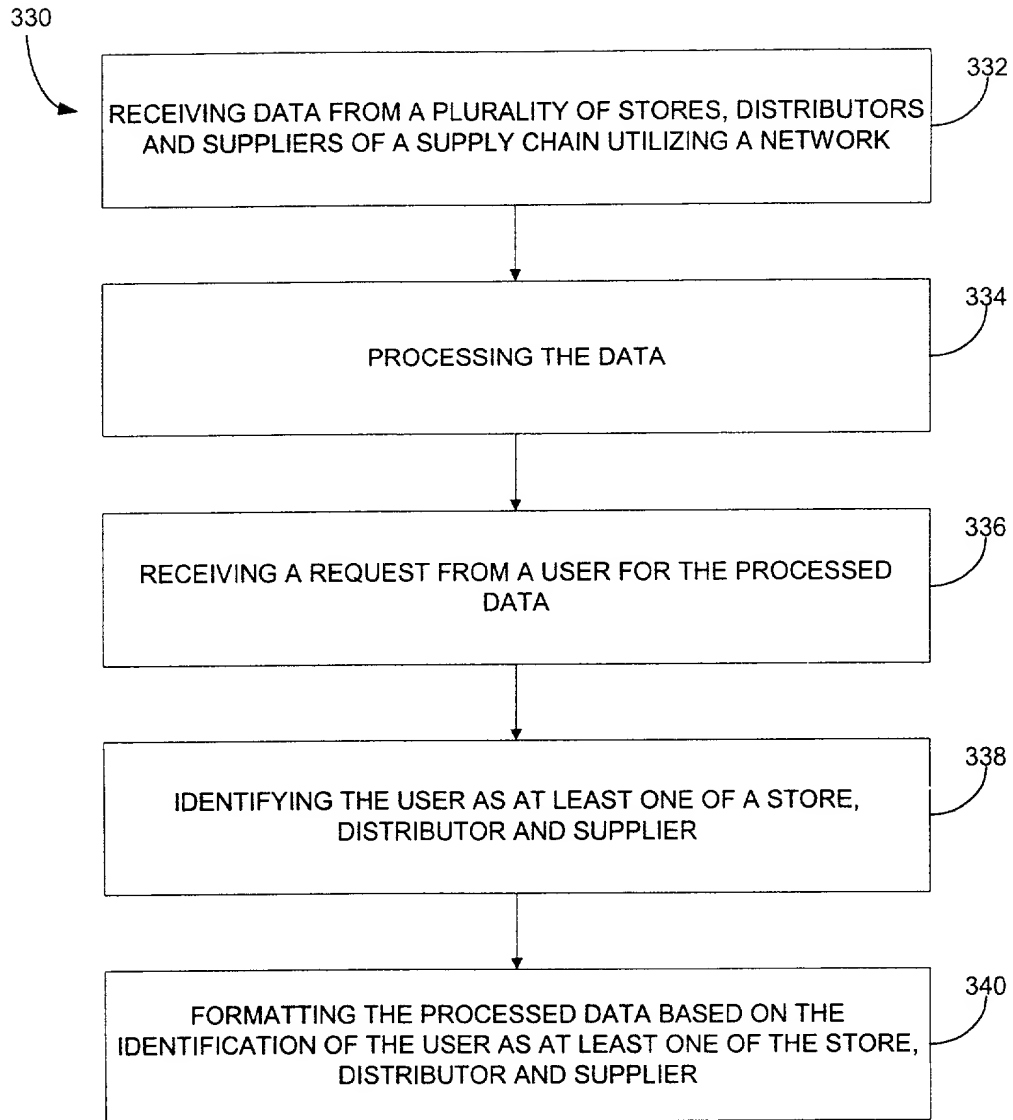 330
332
RECEIVING DATA FROM A PLURALITY OF STORES, DISTRIBUTORS
AND SUPPLIERS OF A SUPPLY CHAIN UTILIZING A NETWORK
334
PROCESSING THE DATA
336
RECEIVING A REQUEST FROM A USER FOR THE PROCESSED
DATA
338
IDENTIFYING THE USER AS AT LEAST ONE OF A STORE,
DISTRIBUTOR AND SUPPLIER
340
FORMATTING THE PROCESSED DATA BASED ON THE
IDENTIFICATION OF THE USER AS AT LEAST ONE OF THE STORE,
DISTRIBUTOR AND SUPPLIER